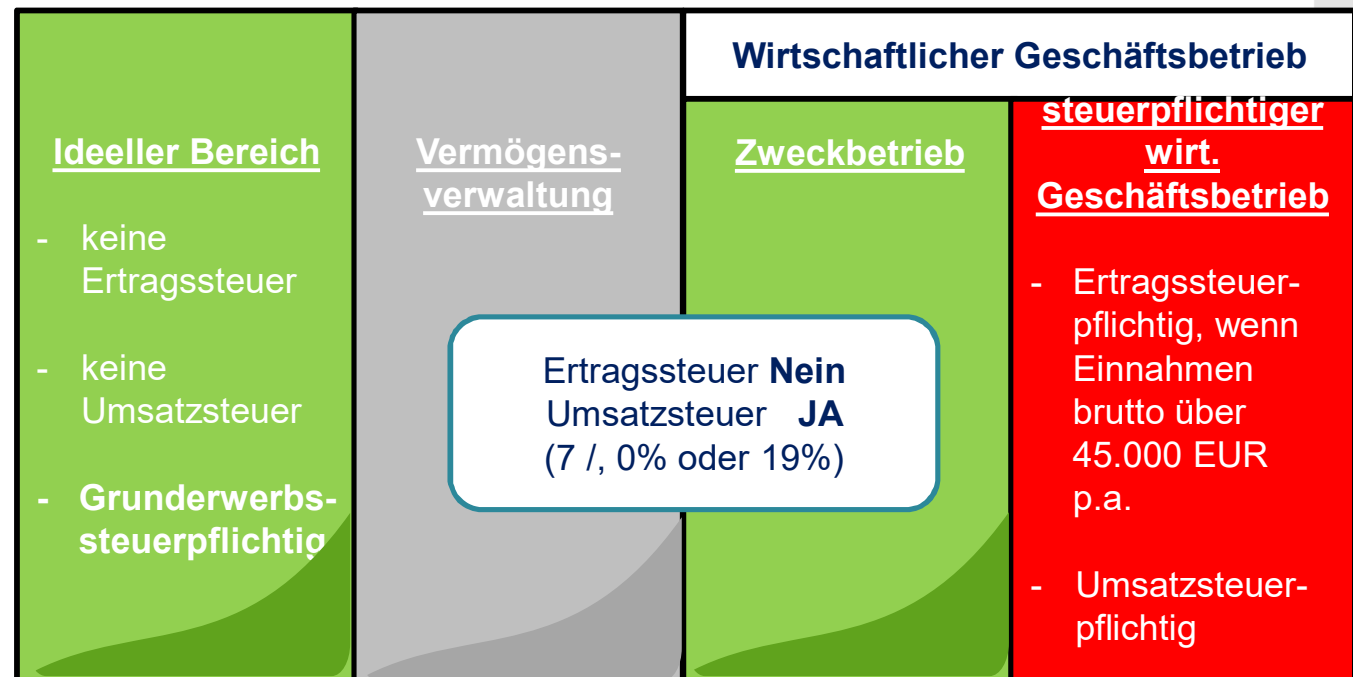 Wirtschaftlicher Geschäftsbetrieb
Ideeller Bereich
- keine
Ertragssteuer
- keine
Umsatzsteuer
- Grunderwerbs-
steuerpflichtig
Vermögens-
verwaltung
Zweckbetrieb
Ertragssteuer Nein
Umsatzsteuer JA
(7 /, 0% oder 19%)
steuerpflichtiger
wirt.
Geschäftsbetrieb
- Ertragssteuer-
pflichtig, wenn
Einnahmen
brutto über
45.000 EUR
p.a.
- Umsatzsteuer-
pflichtig